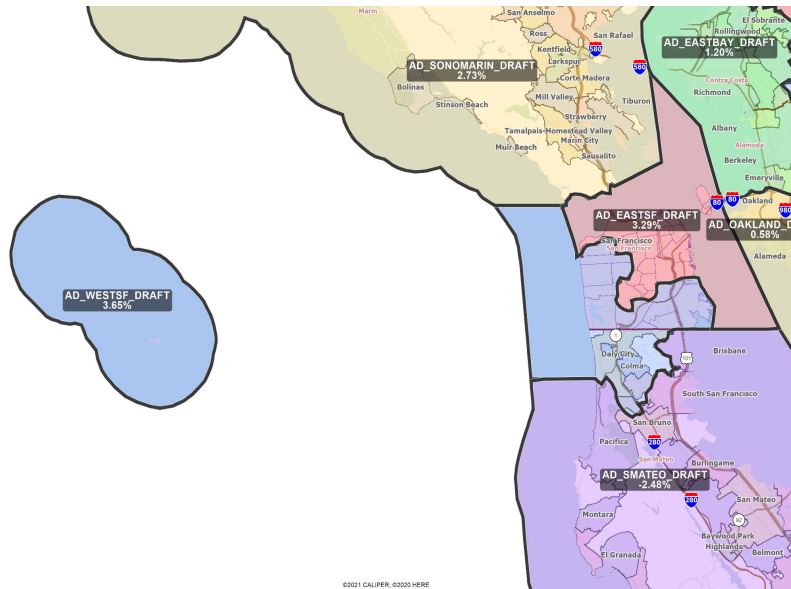 Marin
San Anselmo
San Rafael
Ross
580
Kentfield
Larkspur
AD_SONOMARIN_DRAFT
2.73%
580
Corte Madera
Bolinas
Mill Valley
Tiburon
Stinson Beach
Strawberry
Tamalpais-Homestead Valley
Marin City
Muir Beach
Sausalito
El Sobrante
Rollingwood
AD_EASTBAY_DRAFT
1.20%
Contra Costa
Richmond
Albany
Alameda
Berkeley
Emeryville
80
80
Oakland
980
AD_EASTSF_DRAFT
3.29%
AD_OAKLAND_D
0.58%
San Francisco
San Francisco
Alameda
AD_WESTSF_DRAFT
3.65%
1
Daly City
Colma
101
Brisbane
South San Francisco
San Bruno
Pacifica
280
San Mateo
Burlingame
AD_SMATEO_DRAFT
-2.48%
280
San Mateo
Montara
92
Baywood Park
Highlands
Belmont
El Granada
©2021 CALIPER; ©2020 HERE